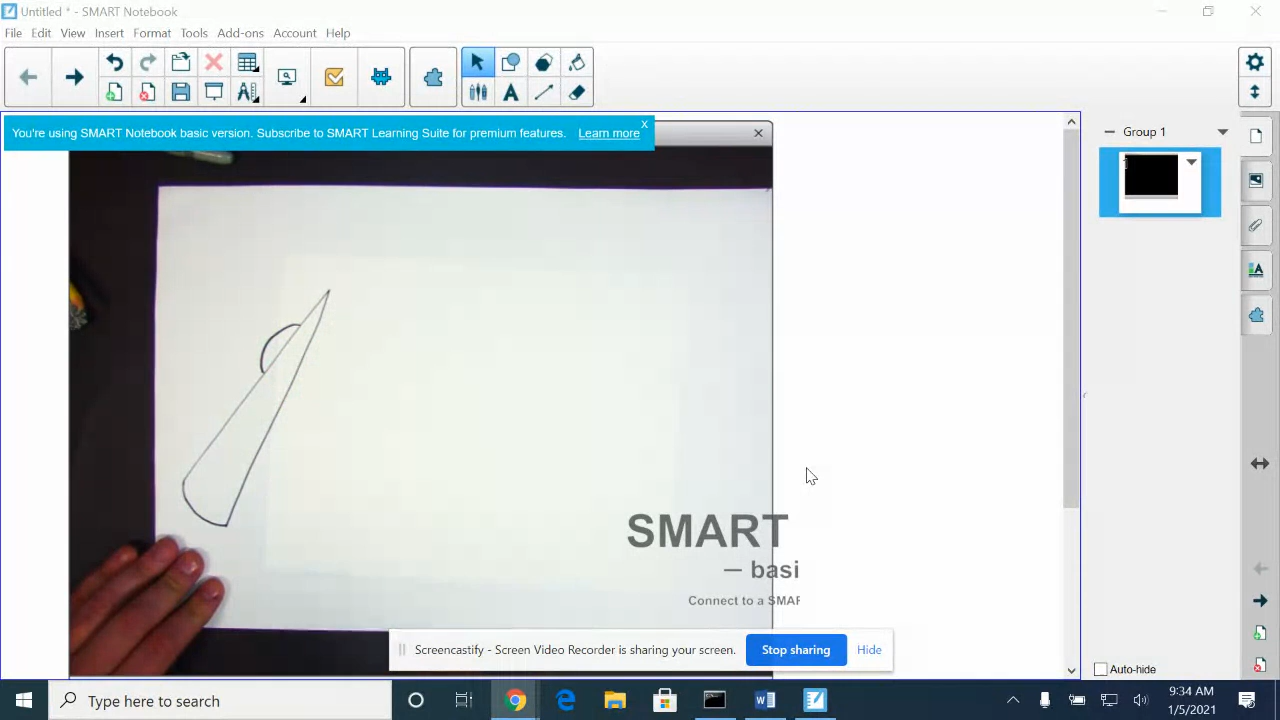 Untitled * - SMART Notebook
File Edit View Insert Format Tools Add-ons Account Help
You're using SMART Notebook basic version. Subscribe to SMART Learning Suite for premium features. Learn more x
Group 1
SMART
— basi
Connect to a SMAR
Screencastify - Screen Video Recorder is sharing your screen. Stop sharing Hide
Auto-hide
Type here to search
9:34 AM
1/5/2021